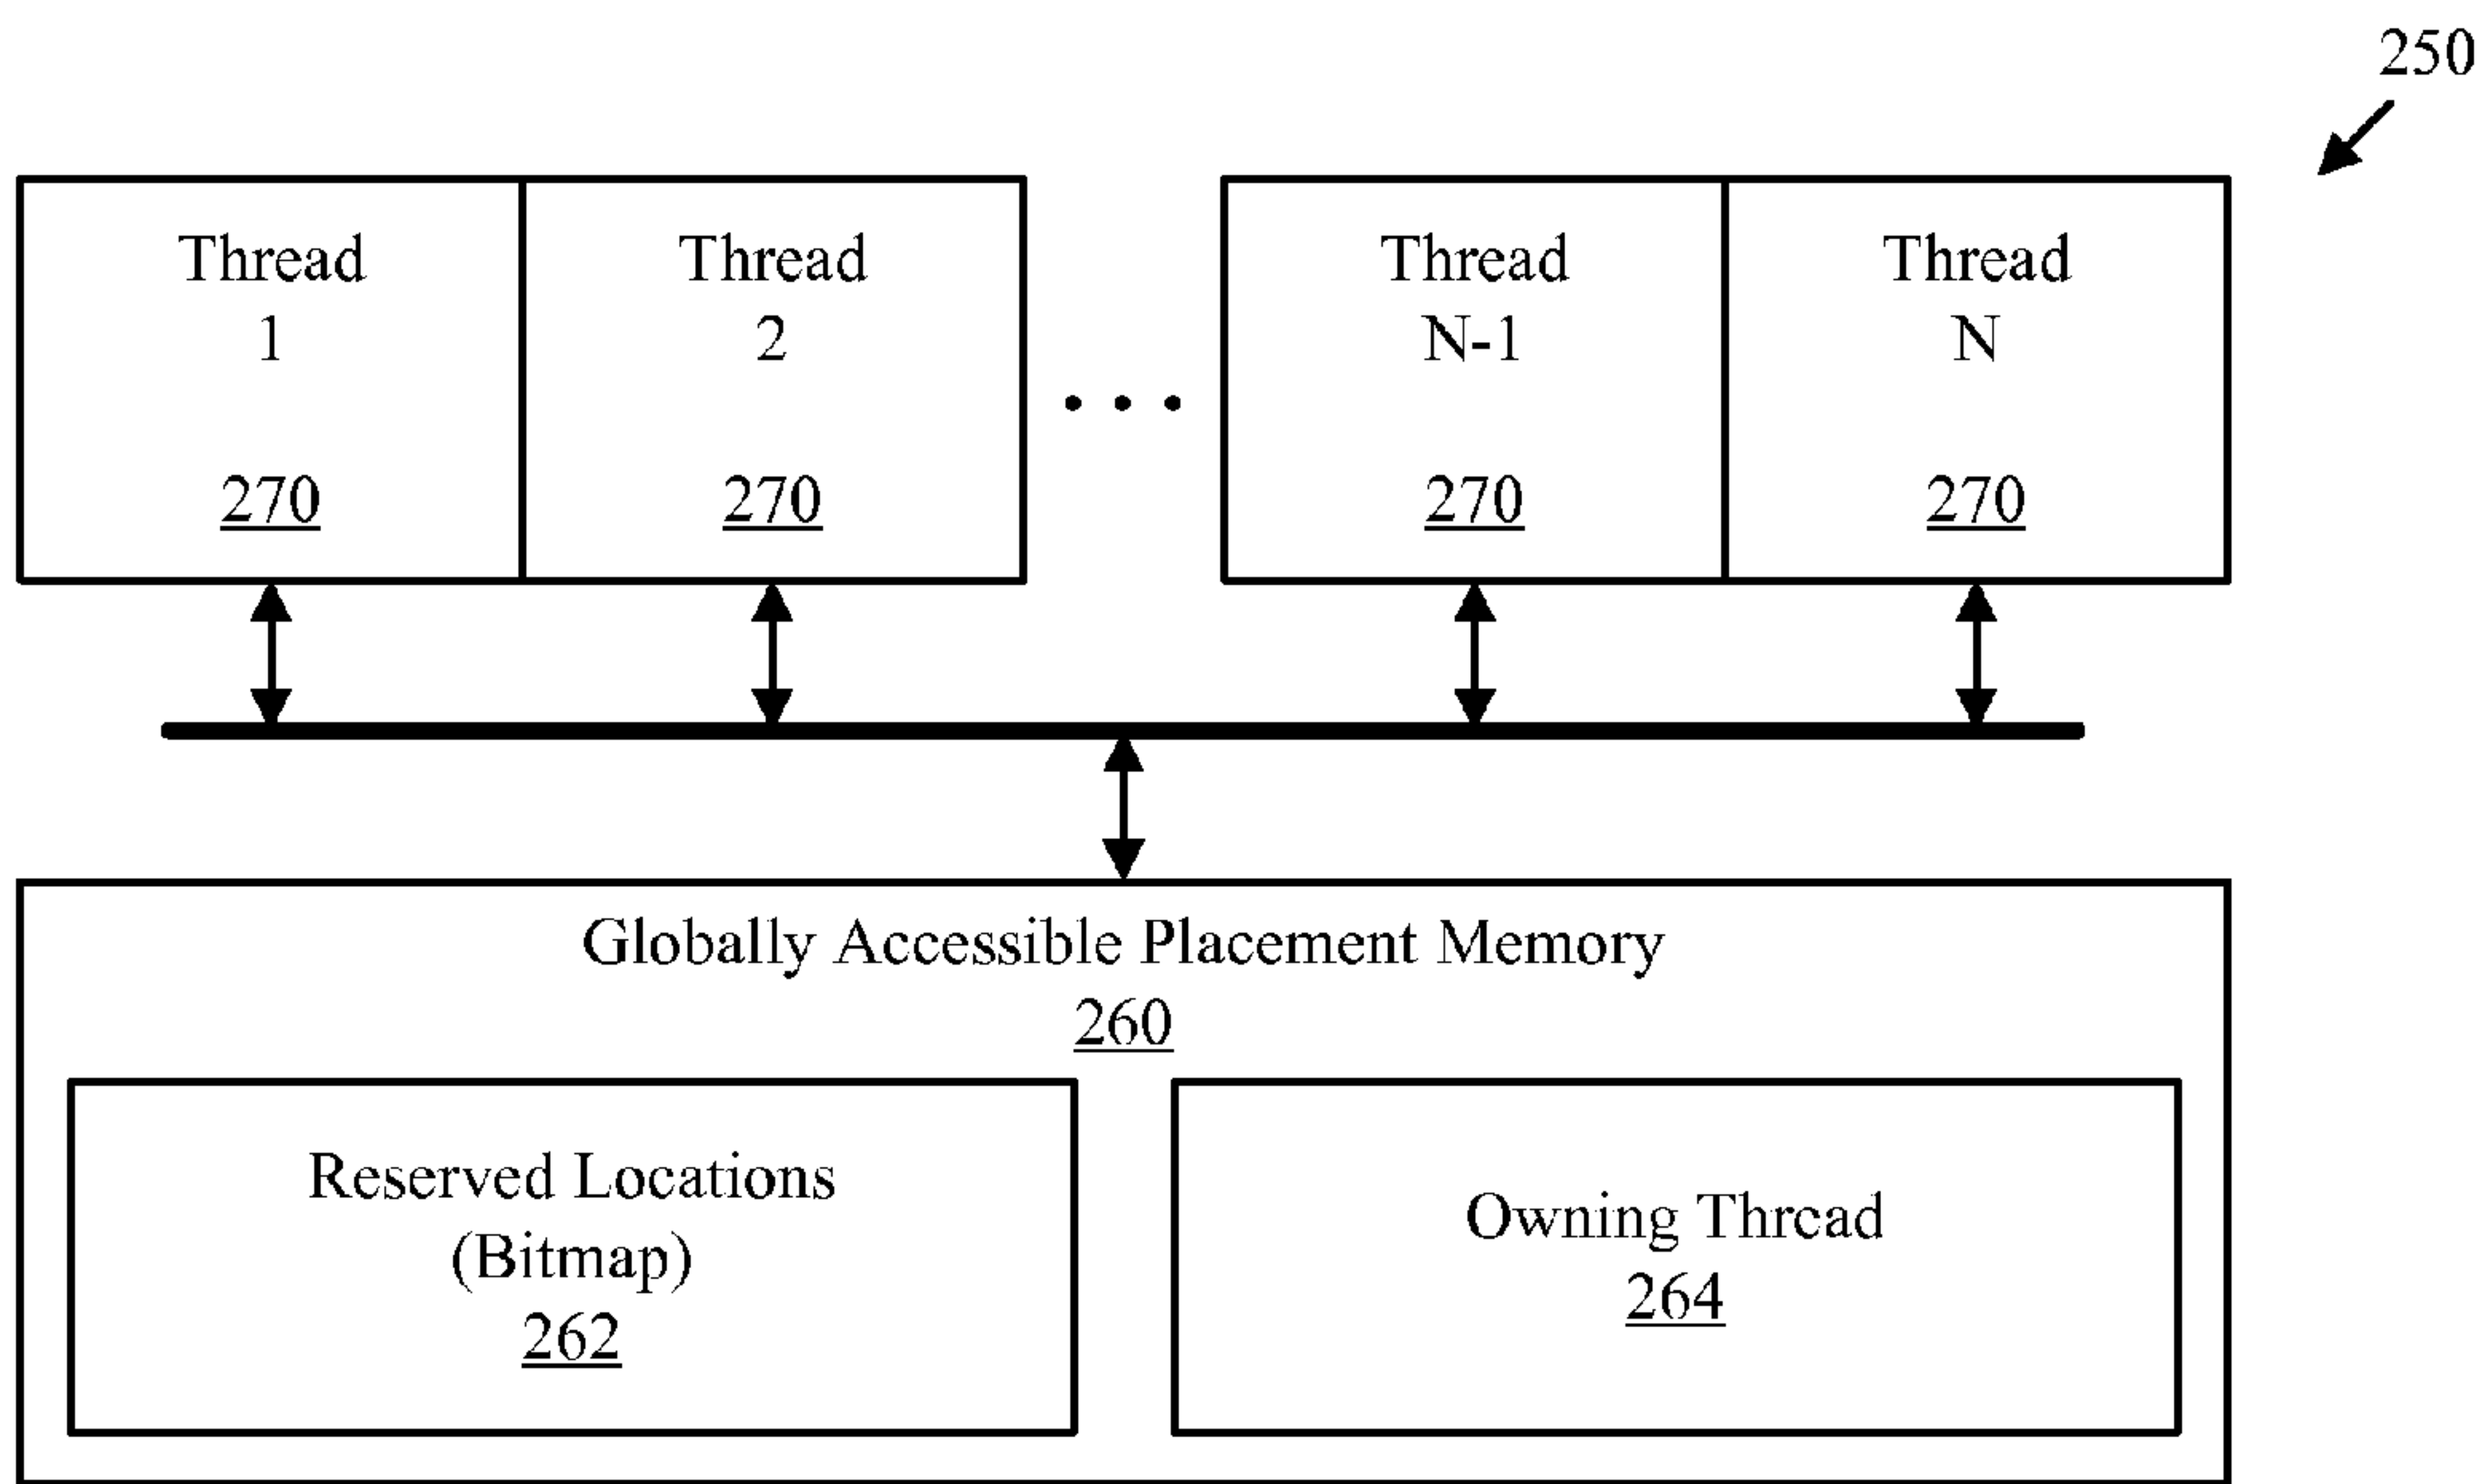 250
Thread Thread Thread Thread
1 2 N-1 N
270 270 270 270
Globally Accessible Placement Memory
260
Reserved Locations
(Bitmap)
262
Owning Thread
264